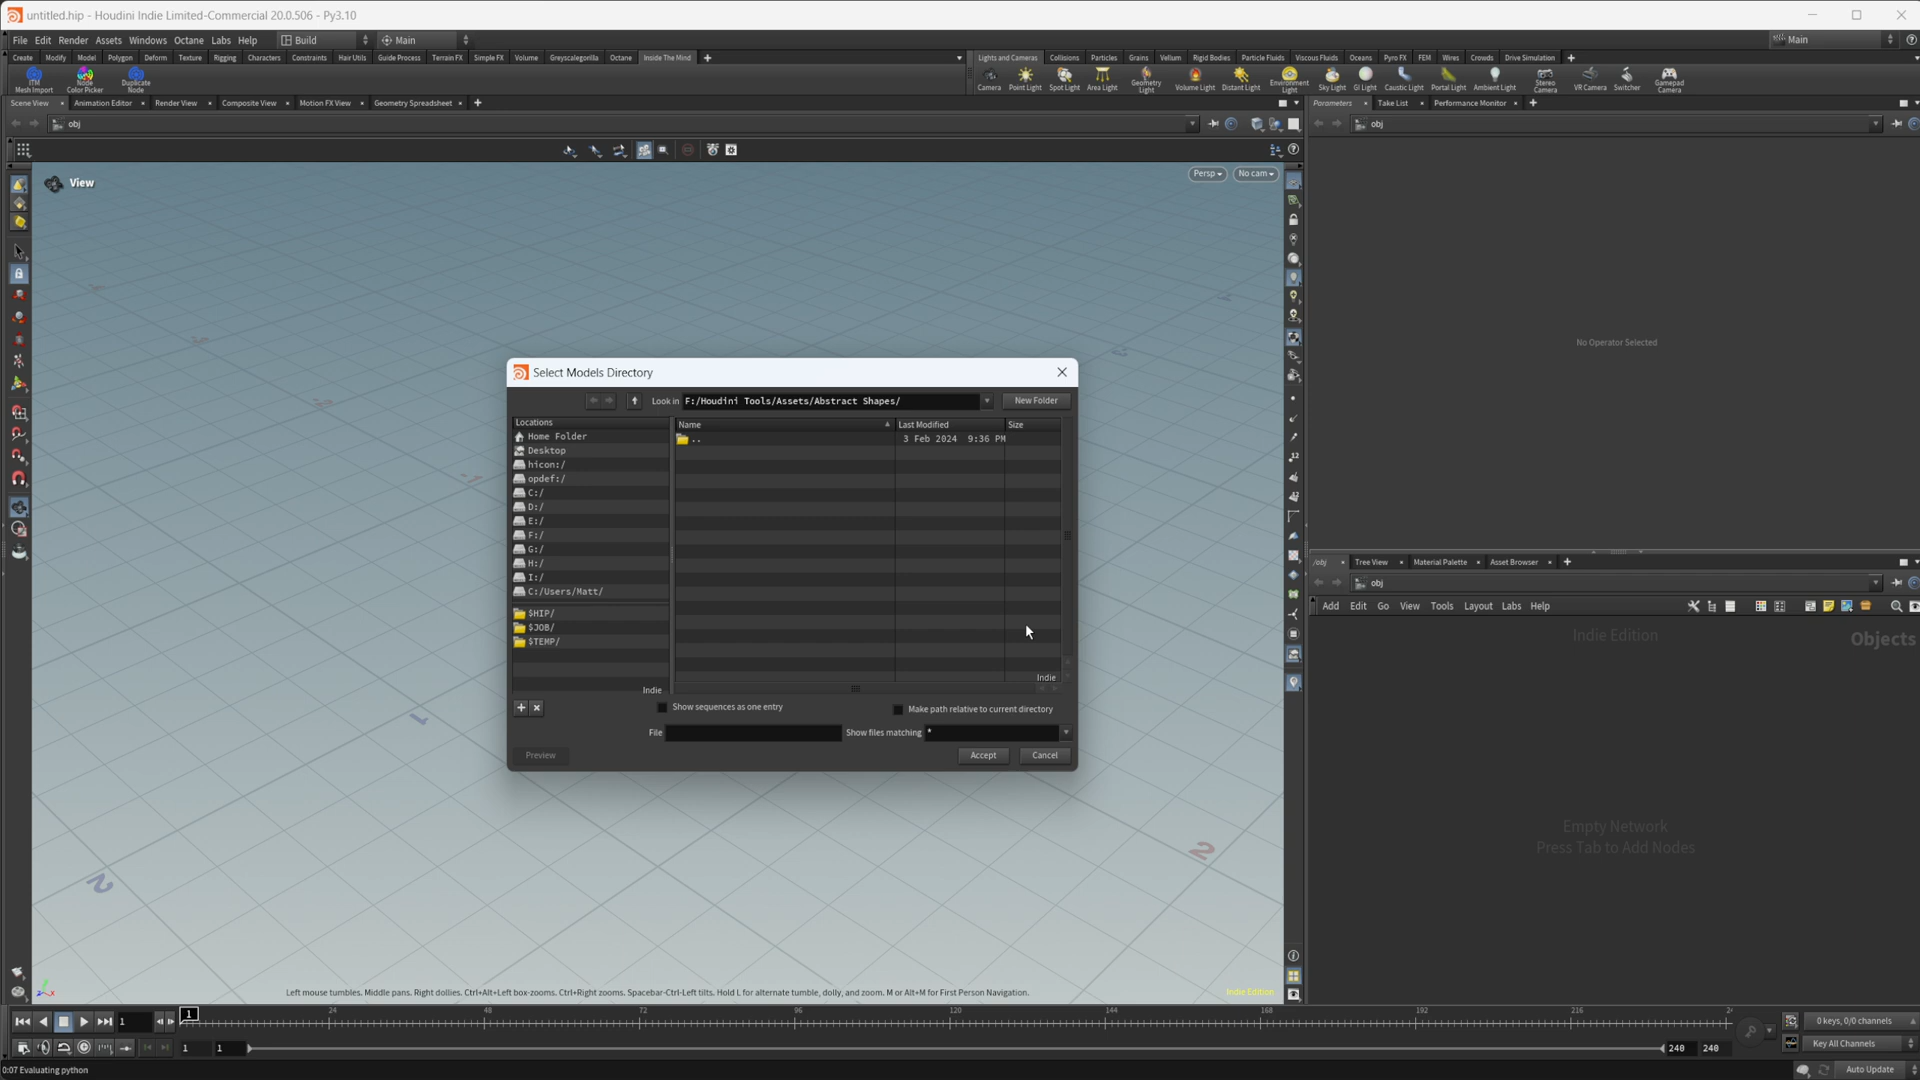 untitled.hip - Houdini Indie Limited-Commercial 20.0.506 - Py3.10
File Edit Render Assets Windows Octane Labs Help Build Main Main
Create Modify Model Polygon Deform Texture Rigging Characters Constraints Hair Utils Guide Process Terrain FX Simple FX Volume Greyscalegorilla Octane Inside The Mind
Lights and Cameras Collisions Particles Grains Vellum Rigid Bodies Particle Fluids Viscous Fluids Oceans Pyro FX FEM Wires Crowds Drive Simulation
ITM Mesh Import Node Color Picker Duplicate Node
Camera Point Light Spot Light Area Light Geometry Light Volume Light Distant Light Environment Light Sky Light GI Light Caustic Light Portal Light Ambient Light Stereo Camera VR Camera Switcher Gamepad Camera
Scene View Animation Editor Render View Composite View Motion FX View Geometry Spreadsheet
Parameters Take List Performance Monitor
obj
obj
View
Persp No cam
No Operator Selected
Select Models Directory
Look in F:/Houdini Tools/Assets/Abstract Shapes/ New Folder
Locations
Home Folder
Desktop
hicon:/
opdef:/
C:/
D:/
E:/
F:/
G:/
H:/
I:/
C:/Users/Matt/
$HIP/
$JOB/
$TEMP/
Indie
Name Last Modified Size
.. 3 Feb 2024 9:36 PM
Indie
Show sequences as one entry Make path relative to current directory
File Show files matching *
Preview Accept Cancel
/obj Tree View Material Palette Asset Browser
obj
Add Edit Go View Tools Layout Labs Help
Indie Edition
Objects
Empty Network
Press Tab to Add Nodes
1
2
2
Left mouse tumbles. Middle pans. Right dollies. Ctrl+Alt+Left box-zooms. Ctrl+Right zooms. Spacebar-Ctrl-Left tilts. Hold L for alternate tumble, dolly, and zoom. M or Alt+M for First Person Navigation.
Indie Edition
1 1 24 48 72 96 120 144 168 192 216
0 keys, 0/0 channels
1 1 240 240
Key All Channels
0:07 Evaluating python
Auto Update